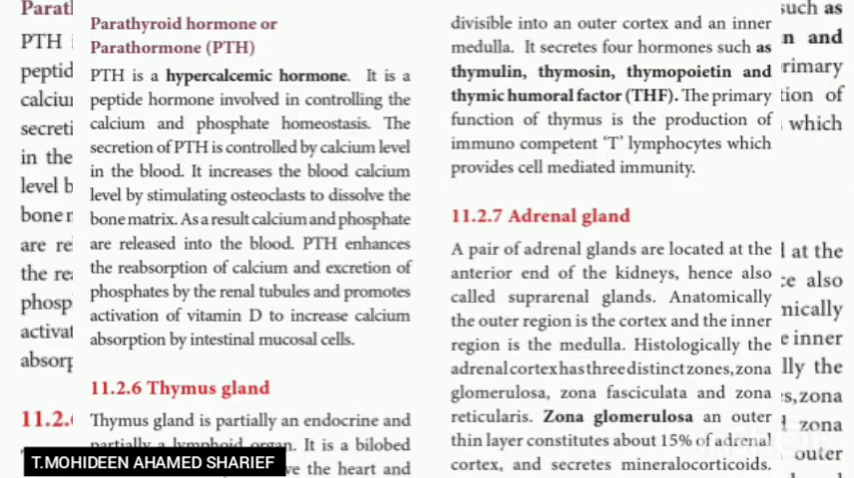 Parathyroid hormone or
Parathormone (PTH)
PTH is a hypercalcemic hormone. It is a
peptide hormone involved in controlling the
calcium and phosphate homeostasis. The
secretion of PTH is controlled by calcium level
in the blood. It increases the blood calcium
level by stimulating osteoclasts to dissolve the
bone matrix. As a result calcium and phosphate
are released into the blood. PTH enhances
the reabsorption of calcium and excretion of
phosphates by the renal tubules and promotes
activation of vitamin D to increase calcium
absorption by intestinal mucosal cells.
11.2.6 Thymus gland
Thymus gland is partially an endocrine and
partially a lymphoid organ. It is a bilobed
the heart and
T.MOHIDEEN AHAMED SHARIEF
divisible into an outer cortex and an inner
medulla. It secretes four hormones such as
thymulin, thymosin, thymopoietin and
thymic humoral factor (THF). The primary
function of thymus is the production of
immuno competent ‘T’ lymphocytes which
provides cell mediated immunity.
11.2.7 Adrenal gland
A pair of adrenal glands are located at the
anterior end of the kidneys, hence also
called suprarenal glands. Anatomically
the outer region is the cortex and the inner
region is the medulla. Histologically the
adrenal cortex has three distinct zones, zona
glomerulosa, zona fasciculata and zona
reticularis. Zona glomerulosa an outer
thin layer constitutes about 15% of adrenal
cortex, and secretes mineralocorticoids.